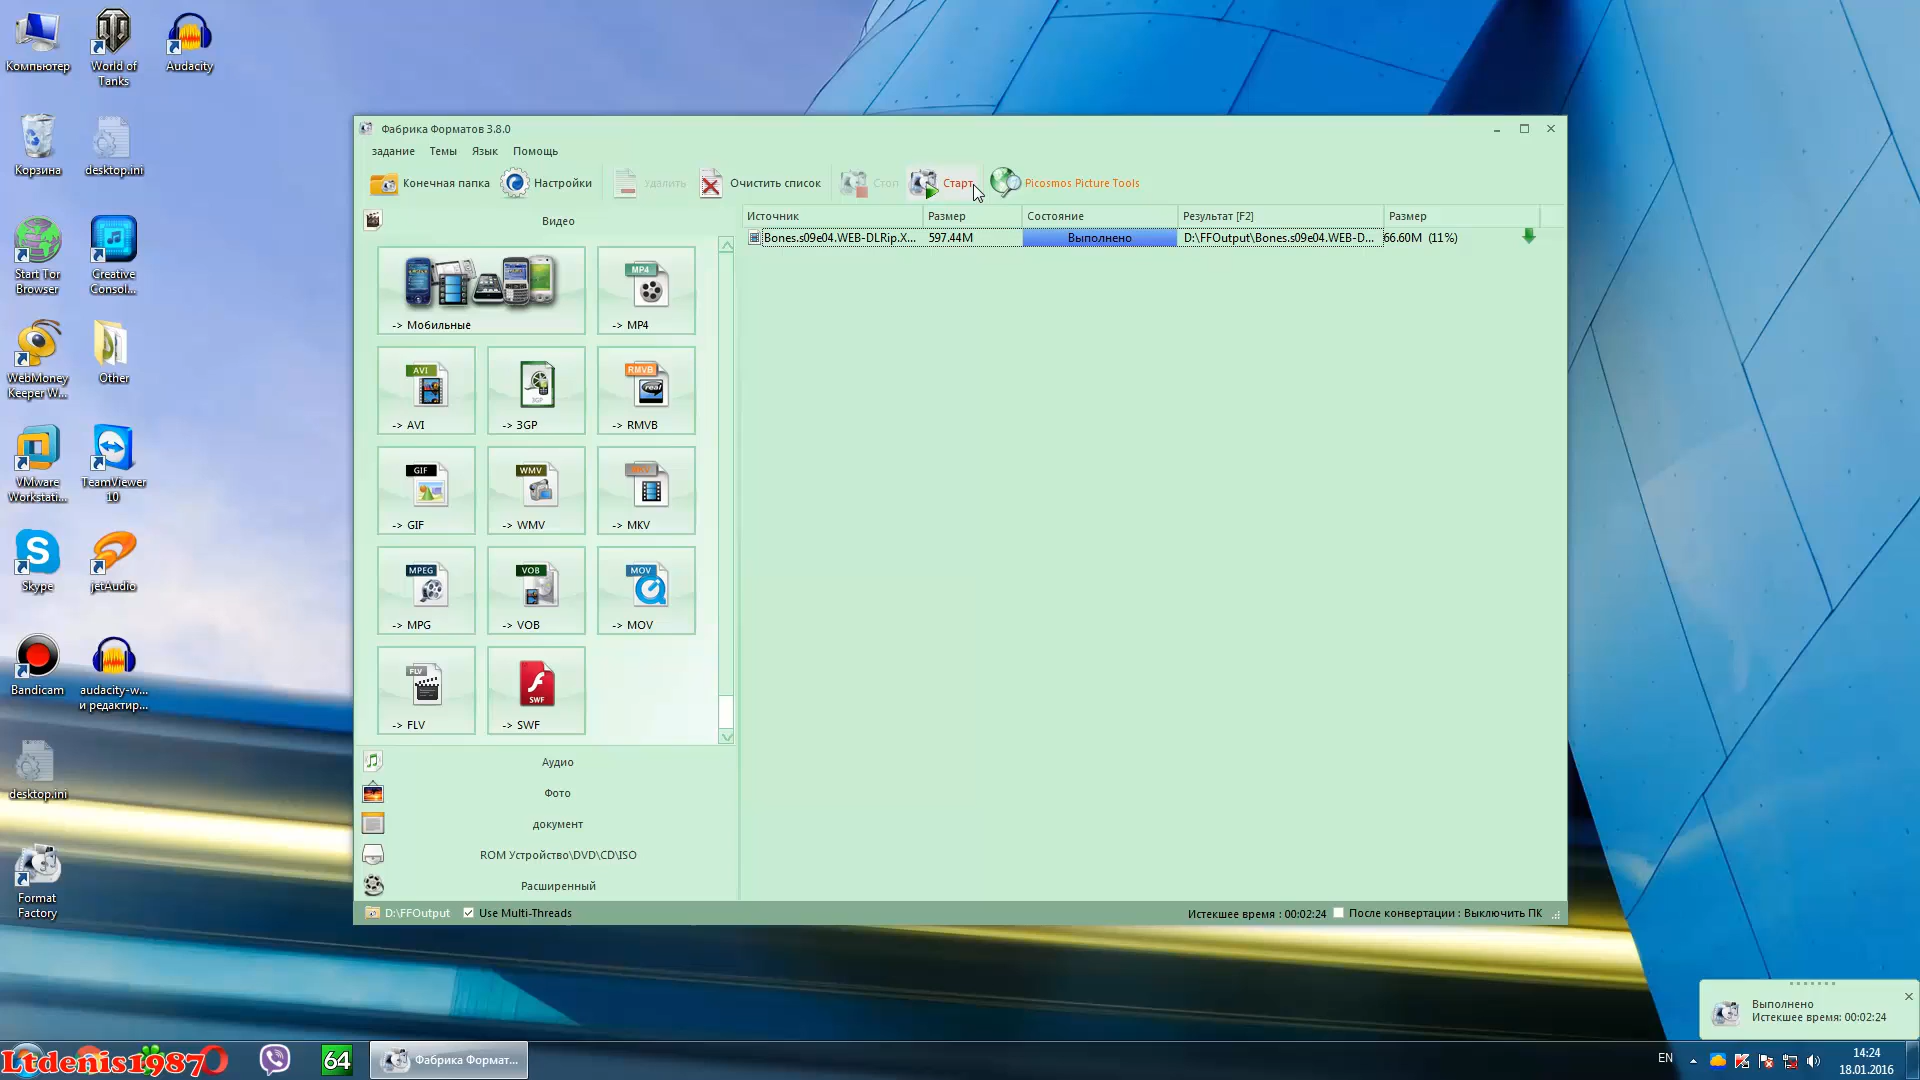 Компьютер
World of
Tanks
Audacity
Корзина
desktop.ini
Start Tor
Browser
Creative
Consol...
WebMoney
Keeper W...
Other
VMware
Workstati...
TeamViewer
10
Skype
jetAudio
Bandicam
audacity-w...
и редактир...
desktop.ini
Format
Factory
Фабрика Форматов 3.8.0
задание Темы Язык Помощь
Конечная папка Настройки Удалить Очистить список Стоп Старт Picosmos Picture Tools
Видео
Источник Размер Состояние Результат [F2] Размер
Bones.s09e04.WEB-DLRip.X... 597.44M Выполнено D:\FFOutput\Bones.s09e04.WEB-D... 66.60M (11%)
-> Мобильные
MP4
-> MP4
AVI
-> AVI
3GP
-> 3GP
RMVB
real
-> RMVB
GIF
-> GIF
WMV
-> WMV
MKV
-> MKV
MPEG
-> MPG
VOB
-> VOB
MOV
-> MOV
FLV
-> FLV
SWF
-> SWF
Аудио
Фото
документ
ROM Устройство\DVD\CD\ISO
Расширенный
D:\FFOutput Use Multi-Threads Истекшее время : 00:02:24 После конвертации : Выключить ПК
Выполнено
Истекшее время: 00:02:24
Ltdenis1987
64
Фабрика Формат...
EN
14:24
18.01.2016